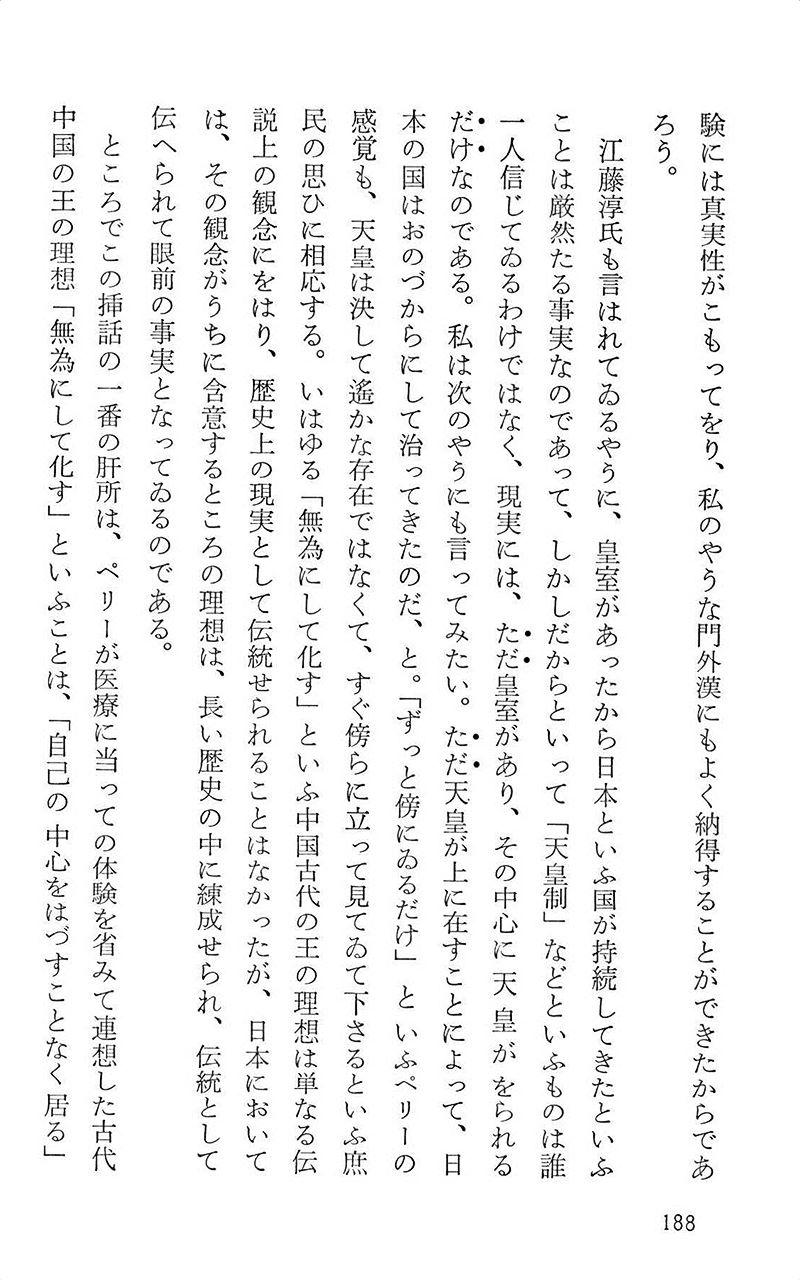 験には真実性がこもってをり、私のやうな門外漢にもよく納得することができたからであ
ろう。
江藤淳氏も言はれてゐるやうに、皇室があったから日本といふ国が持続してきたといふ
ことは厳然たる事実なのであって、しかしだからといって「天皇制」などといふものは誰
一人信じてゐるわけではなく、現実には、ただ皇室があり、その中心に天皇がをられる
だけなのである。私は次のやうにも言ってみたい。ただ天皇が上に在すことによって、日
本の国はおのづからにして治ってきたのだ、と。「ずっと傍にゐるだけ」といふペリーの
感覚も、天皇は決して遙かな存在ではなくて、すぐ傍らに立って見てゐて下さるといふ庶
民の思ひに相応する。いはゆる「無為にして化す」といふ中国古代の王の理想は単なる伝
説上の観念にをはり、歴史上の現実として伝統せられることはなかったが、日本において
は、その観念がうちに含意するところの理想は、長い歴史の中に練成せられ、伝統として
伝へられて眼前の事実となってゐるのである。
ところでこの挿話の一番の肝所は、ペリーが医療に当っての体験を省みて連想した古代
中国の王の理想「無為にして化す」といふことは、「自己の中心をはづすことなく居る」
188